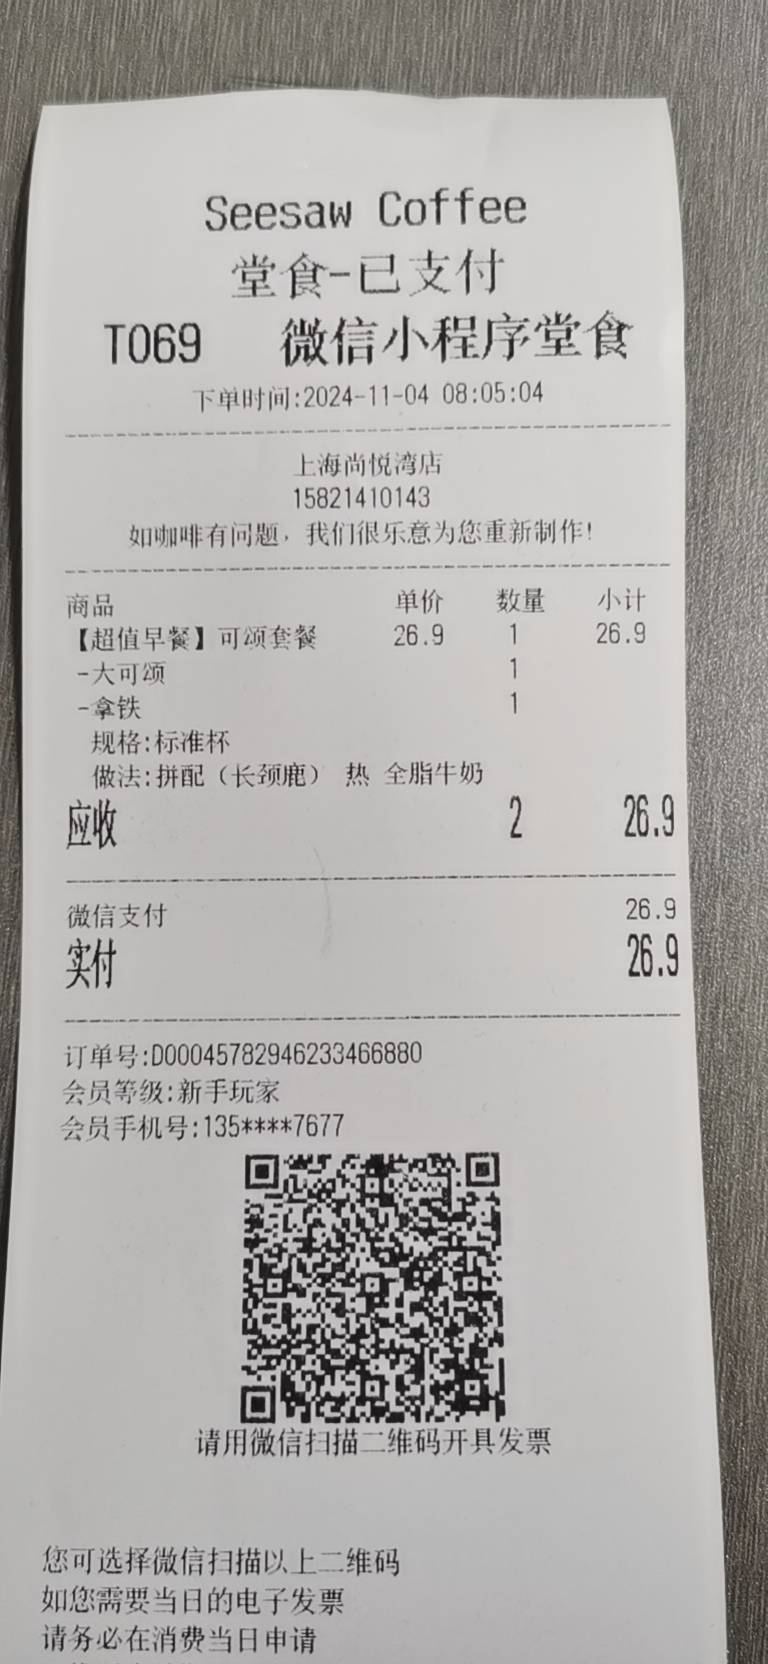 Seesaw Coffee
堂食-已支付
T069 微信小程序堂食
下单时间:2024-11-04 08:05:04
上海尚悦湾店
15821410143
如咖啡有问题，我们很乐意为您重新制作!
商品 单价 数量 小计
【超值早餐】可颂套餐 26.9 1 26.9
-大可颂 1
-拿铁 1
规格:标准杯
做法:拼配（长颈鹿） 热 全脂牛奶
应收 2 26.9
微信支付 26.9
实付 26.9
订单号:D00045782946233466880
会员等级:新手玩家
会员手机号:135****7677
请用微信扫描二维码开具发票
您可选择微信扫描以上二维码
如您需要当日的电子发票
请务必在消费当日申请